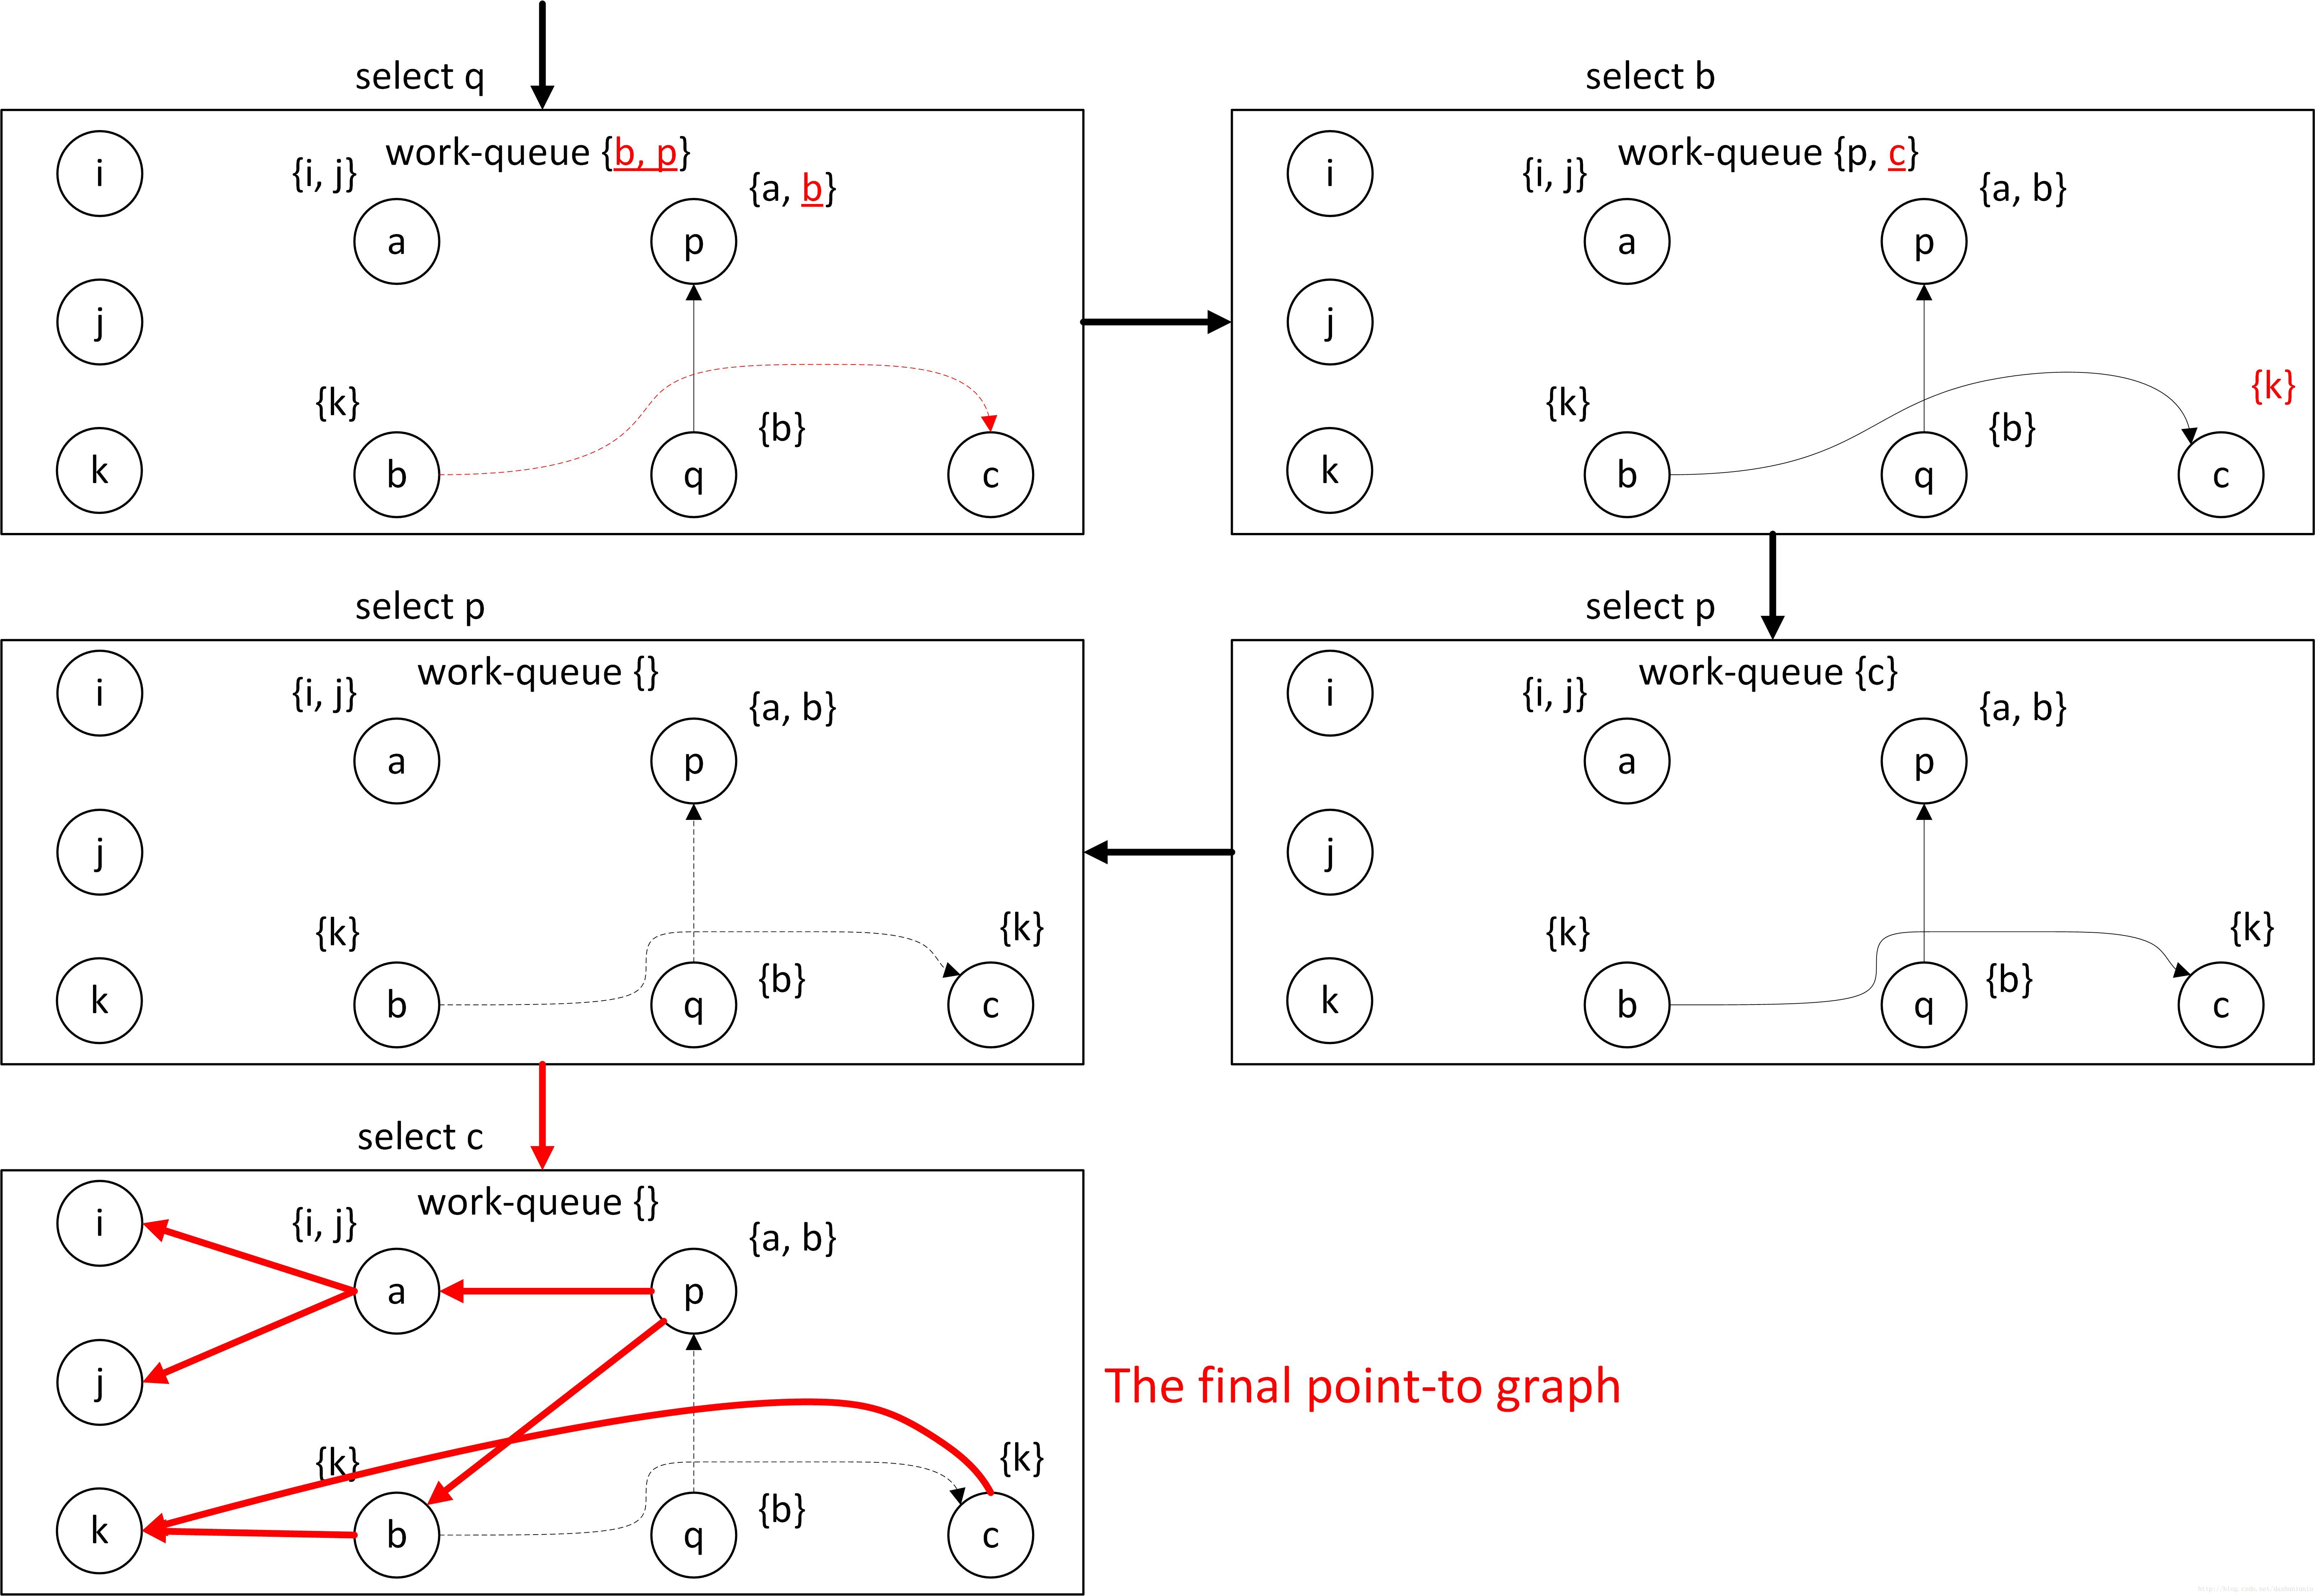 select q
work-queue {b, p}
i
{i, j}
{a, b}
a
p
j
{k}
{b}
k
b
q
c
select b
work-queue {p, c}
i
{i, j}
{a, b}
a
p
j
{k}
{k}
{b}
k
b
q
c
select p
work-queue {}
i
{i, j}
{a, b}
a
p
j
{k}
{k}
{b}
k
b
q
c
select p
work-queue {c}
i
{i, j}
{a, b}
a
p
j
{k}
{k}
{b}
k
b
q
c
select c
work-queue {}
i
{i, j}
{a, b}
a
p
j
The final point-to graph
{k}
{k}
{b}
k
b
q
c